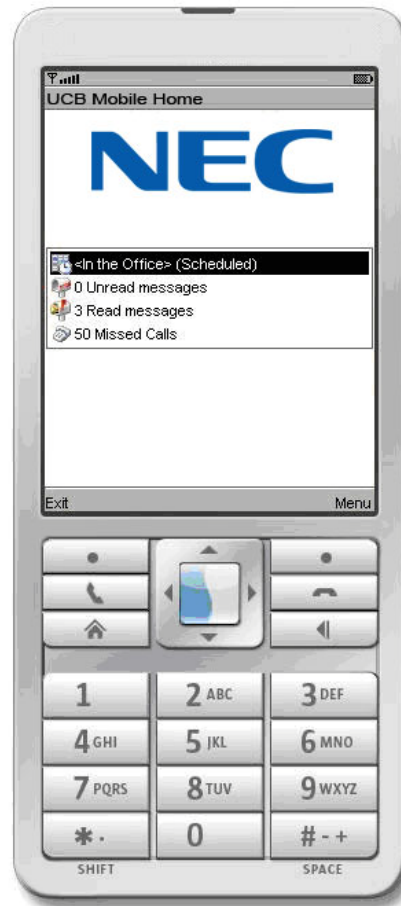 UCB Mobile Home
NEC
<In the Office> (Scheduled)
0 Unread messages
3 Read messages
50 Missed Calls
Exit Menu
1 2 ABC 3 DEF
4 GHI 5 JKL 6 MNO
7 PQRS 8 TUV 9 WXYZ
* . 0 # - +
SHIFT SPACE